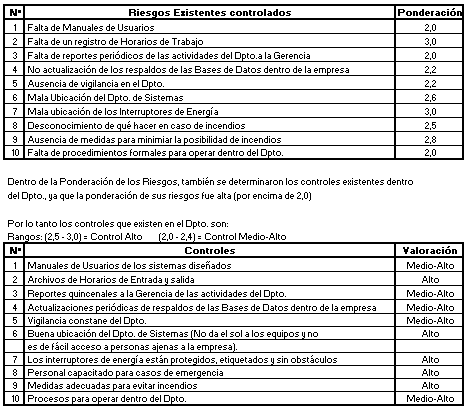 Nº Riesgos Existentes controlados Ponderación
1 Falta de Manuales de Usuarios 2,0
2 Falta de un registro de Horarios de Trabajo 3,0
3 Falta de reportes periódicos de las actividades del Dpto.a la Gerencia 2,0
4 No actualización de los respaldos de las Bases de Datos dentro de la empresa 2,2
5 Ausencia de vigilancia en el Dpto. 2,2
6 Mala Ubicación del Dpto. de Sistemas 2,6
7 Mala ubicación de los Interruptores de Energía 3,0
8 Desconocimiento de qué hacer en caso de incendios 2,5
9 Ausencia de medidas para minimiar la posibilidad de incendios 2,8
10 Falta de procedimientos formales para operar dentro del Dpto. 2,0
Dentro de la Ponderación de los Riesgos, también se determinaron los controles existentes dentro
del Dpto., ya que la ponderación de sus riesgos fue alta (por encima de 2,0)
Por lo tanto los controles que existen en el Dpto. son:
Rangos: (2,5 - 3,0) = Control Alto (2,0 - 2,4) = Control Medio-Alto
Nº Controles Valoración
1 Manuales de Usuarios de los sistemas diseñados Medio-Alto
2 Archivos de Horarios de Entrada y salida Alto
3 Reportes quincenales a la Gerencia de las actividades del Dpto. Medio-Alto
4 Actualizaciones periódicas de respaldos de las Bases de Datos dentro de la empresa Medio-Alto
5 Vigilancia constane del Dpto. Medio-Alto
6 Buena ubicación del Dpto. de Sistemas (No da el sol a los equipos y no Alto
es de fácil acceso a personas ajenas a la empresa).
7 Los interruptores de energía están protegidos, etiquetados y sin obstáculos Alto
8 Personal capacitado para casos de emergencia Alto
9 Medidas adecuadas para evitar incendios Alto
10 Procesos para operar dentro del Dpto. Medio-Alto